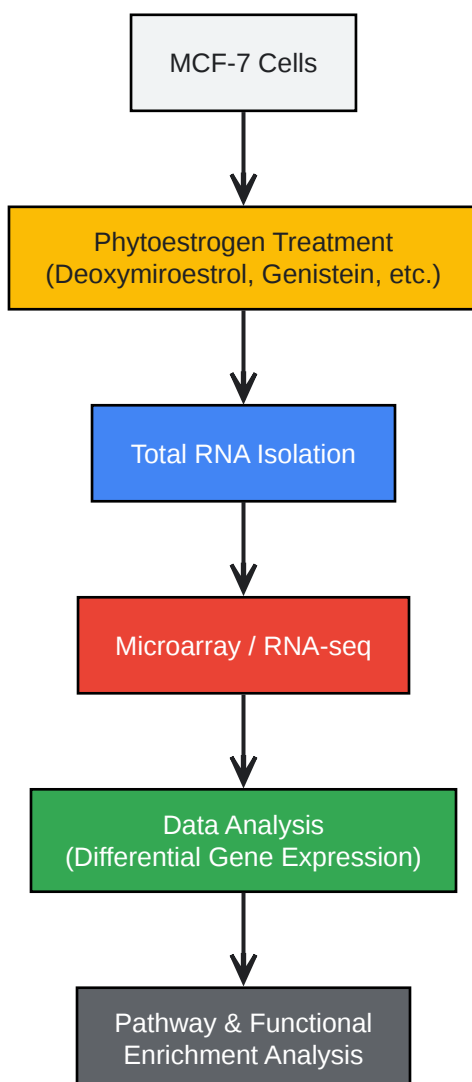 MCF-7 Cells
Phytoestrogen Treatment
(Deoxymiroestrol, Genistein, etc.)
Total RNA Isolation
Microarray / RNA-seq
Data Analysis
(Differential Gene Expression)
Pathway & Functional
Enrichment Analysis